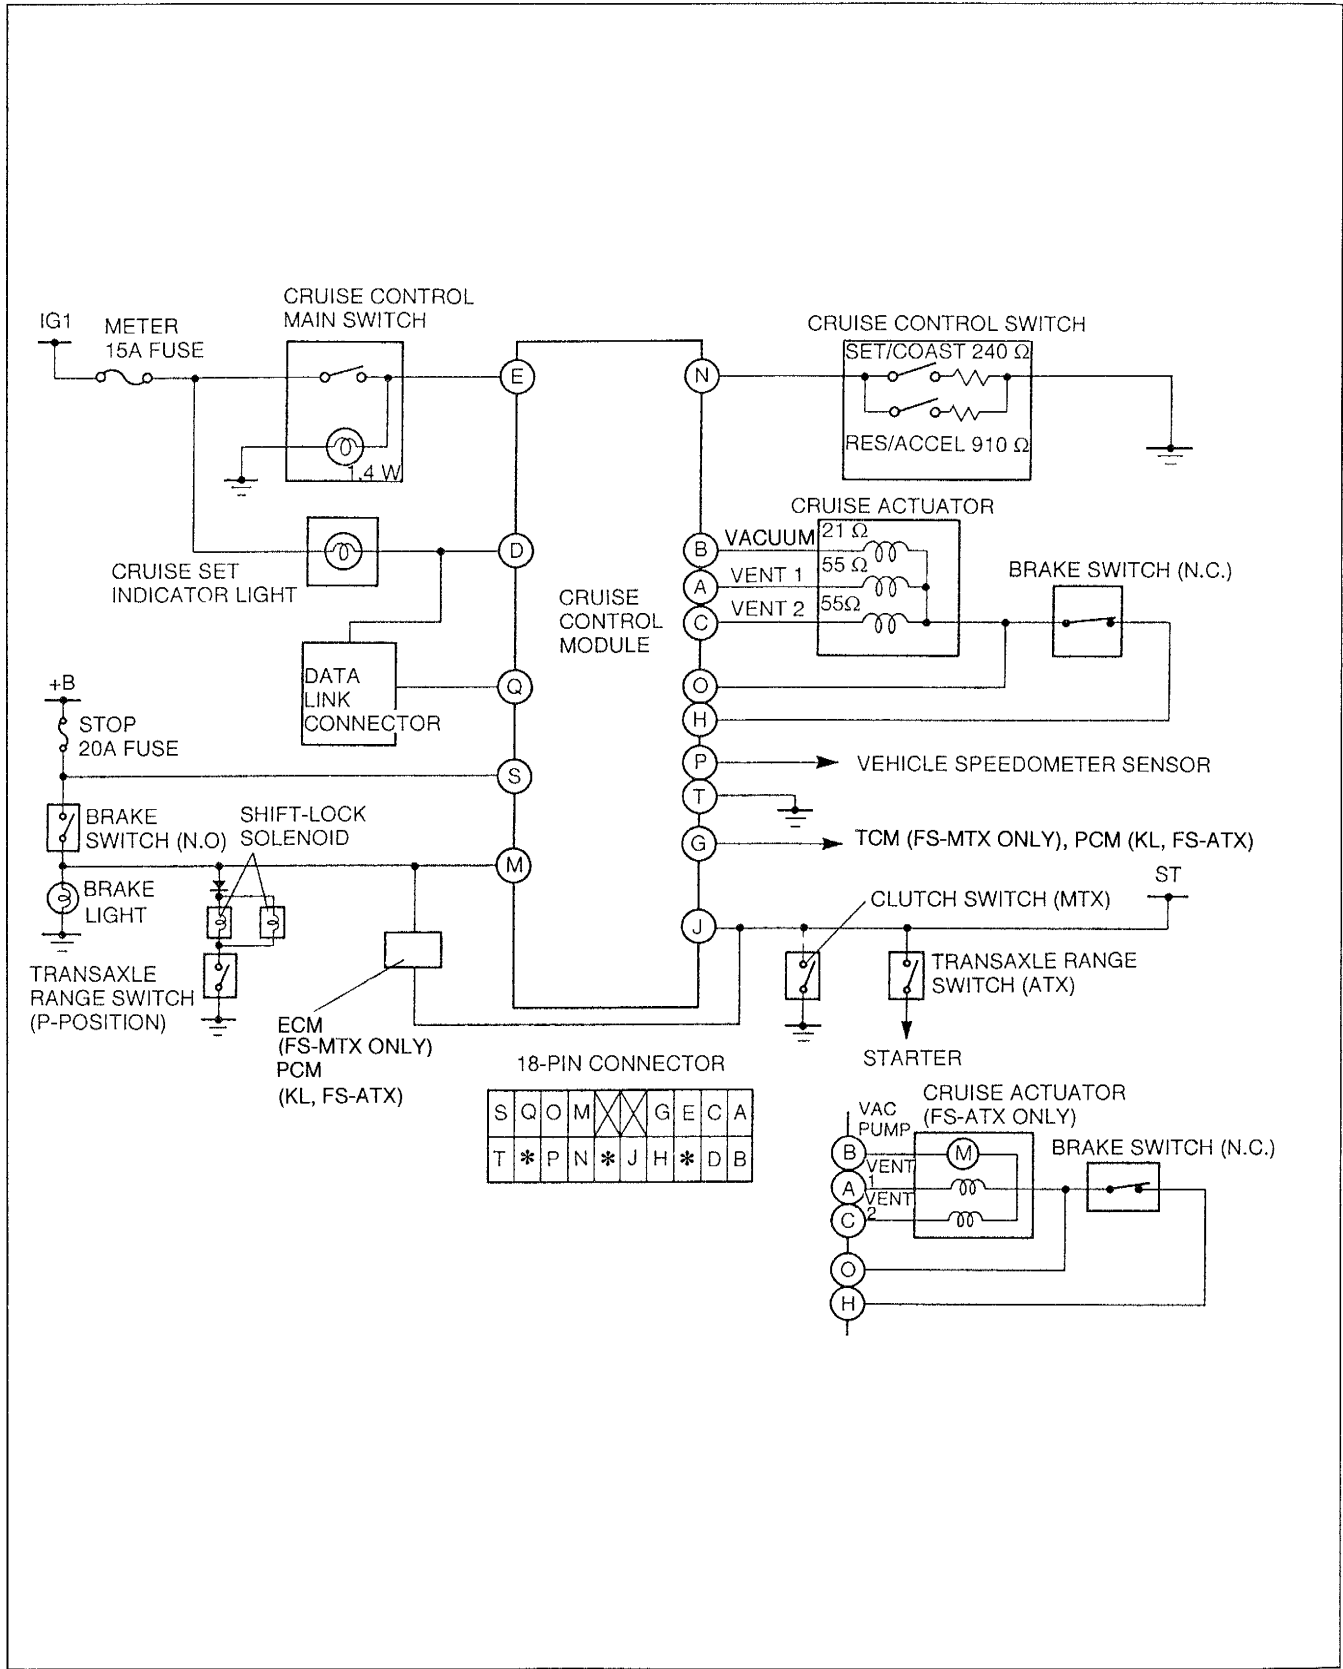 CRUISE CONTROL
MAIN SWITCH
IG1
METER
15A FUSE
1.4 W
E
N
CRUISE CONTROL SWITCH
SET/COAST 240 Ω
RES/ACCEL 910 Ω
CRUISE SET
INDICATOR LIGHT
D
DATA
LINK
CONNECTOR
Q
CRUISE
CONTROL
MODULE
CRUISE ACTUATOR
B
VACUUM
21 Ω
A
VENT 1
55 Ω
C
VENT 2
55Ω
BRAKE SWITCH (N.C.)
O
H
P
VEHICLE SPEEDOMETER SENSOR
T
G
TCM (FS-MTX ONLY), PCM (KL, FS-ATX)
+B
STOP
20A FUSE
S
BRAKE
SWITCH (N.O)
SHIFT-LOCK
SOLENOID
M
BRAKE
LIGHT
TRANSAXLE
RANGE SWITCH
(P-POSITION)
ECM
(FS-MTX ONLY)
PCM
(KL, FS-ATX)
J
ST
CLUTCH SWITCH (MTX)
TRANSAXLE RANGE
SWITCH (ATX)
STARTER
18-PIN CONNECTOR
S Q O M G E C A
T * P N * J H * D B
CRUISE ACTUATOR
(FS-ATX ONLY)
VAC
PUMP
B
M
VENT
1
A
VENT
2
C
BRAKE SWITCH (N.C.)
O
H